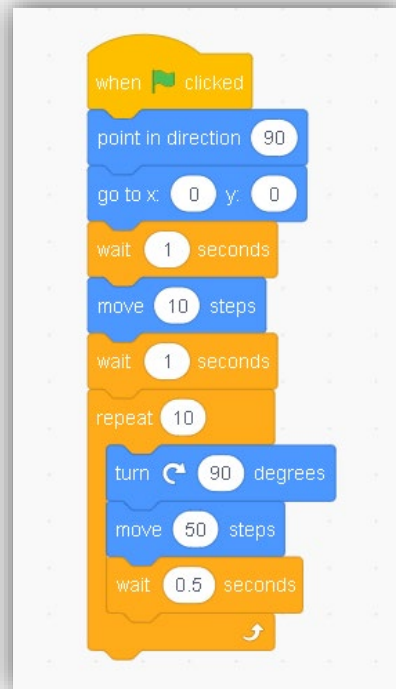 when clicked
point in direction 90
go to x: 0 y: 0
wait 1 seconds
move 10 steps
wait 1 seconds
repeat 10
turn 90 degrees
move 50 steps
wait 0.5 seconds